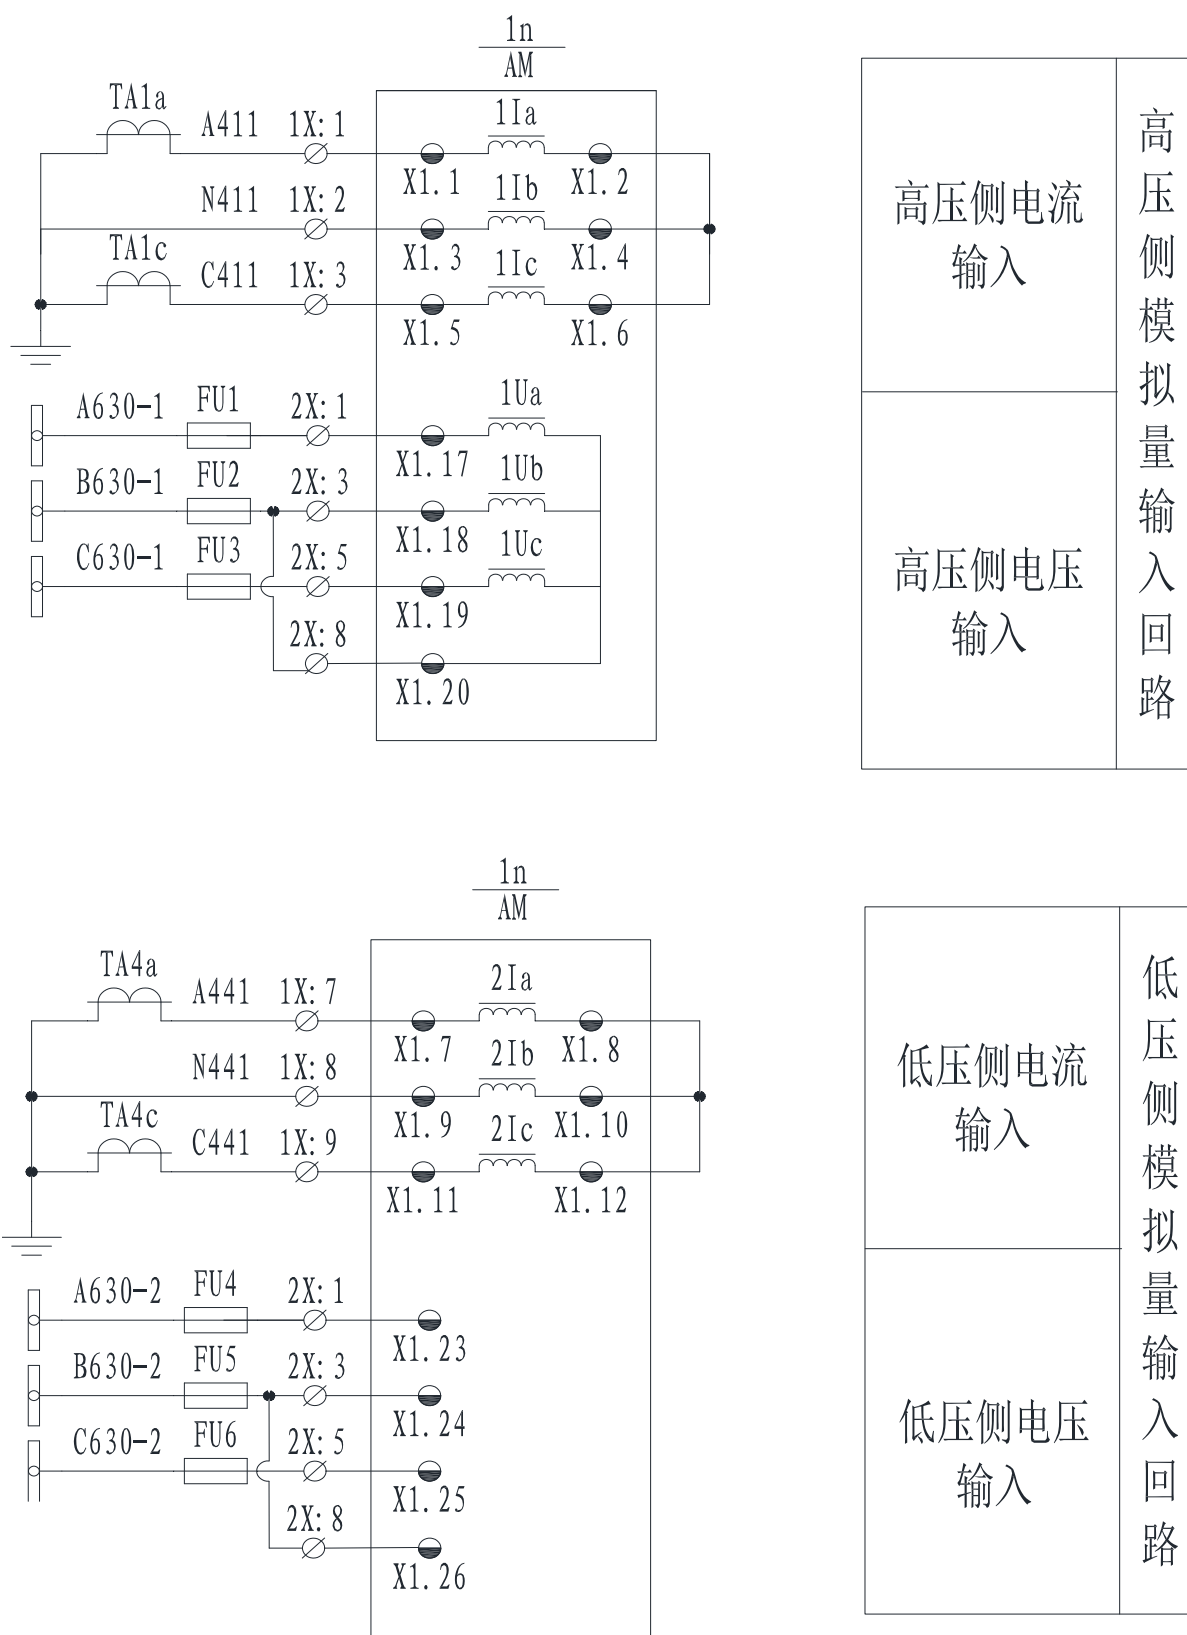 1n
AM
TA1a
A411 1X:1
1Ia
X1.1
X1.2
N411 1X:2
1Ib
X1.3
X1.4
TA1c
C411 1X:3
1Ic
X1.5
X1.6
A630-1 FU1 2X:1
1Ua
X1.17
B630-1 FU2 2X:3
1Ub
X1.18
C630-1 FU3 2X:5
1Uc
X1.19
2X:8
X1.20
高压侧电流
输入
高压侧电压
输入
高压侧模拟量输入回路
1n
AM
TA4a
A441 1X:7
2Ia
X1.7
X1.8
N441 1X:8
2Ib
X1.9
X1.10
TA4c
C441 1X:9
2Ic
X1.11
X1.12
A630-2 FU4 2X:1
X1.23
B630-2 FU5 2X:3
X1.24
C630-2 FU6 2X:5
X1.25
2X:8
X1.26
低压侧电流
输入
低压侧电压
输入
低压侧模拟量输入回路